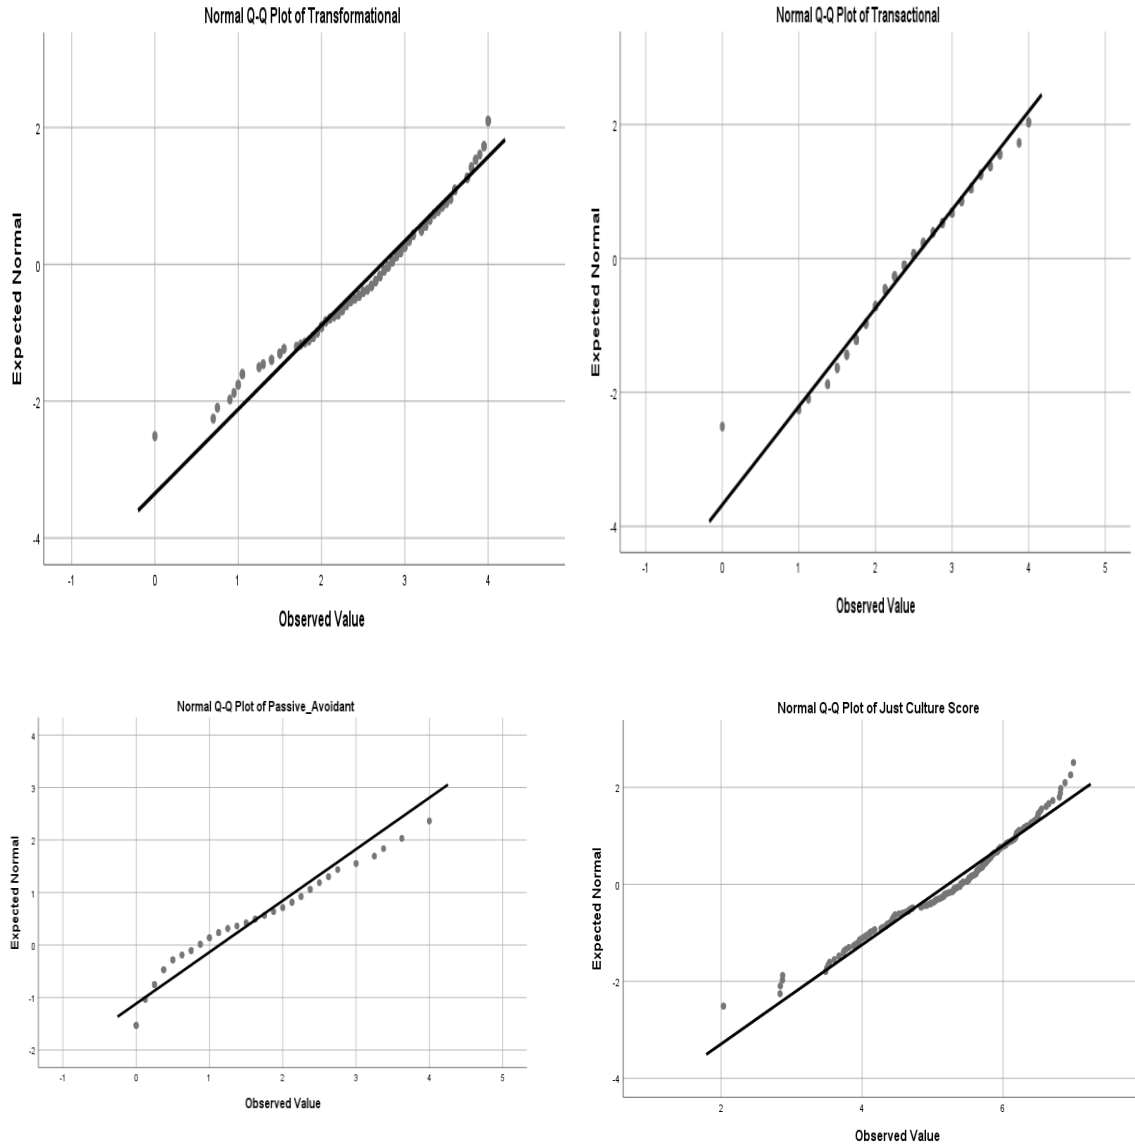 Normal Q-Q Plot of Transformational
2
0
-2
-4
Expected Normal
-1 0 1 2 3 4
Observed Value
Normal Q-Q Plot of Transactional
2
0
-2
-4
Expected Normal
-1 0 1 2 3 4 5
Observed Value
Normal Q-Q Plot of Passive_Avoidant
4
3
2
1
0
-1
-2
Expected Normal
-1 0 1 2 3 4 5
Observed Value
Normal Q-Q Plot of Just Culture Score
2
0
-2
-4
Expected Normal
2 4 6
Observed Value